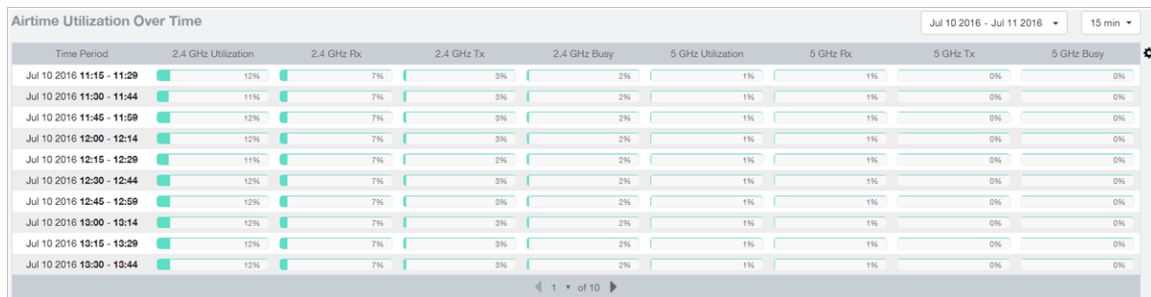 Airtime Utilization Over Time
Jul 10 2016 - Jul 11 2016 15 min
Time Period 2.4 GHz Utilization 2.4 GHz Rx 2.4 GHz Tx 2.4 GHz Busy 5 GHz Utilization 5 GHz Rx 5 GHz Tx 5 GHz Busy
Jul 10 2016 11:15 - 11:29 12% 7% 3% 2% 1% 1% 0% 0%
Jul 10 2016 11:30 - 11:44 11% 7% 3% 2% 1% 1% 0% 0%
Jul 10 2016 11:45 - 11:59 12% 7% 3% 2% 1% 1% 0% 0%
Jul 10 2016 12:00 - 12:14 12% 7% 3% 2% 1% 1% 0% 0%
Jul 10 2016 12:15 - 12:29 11% 7% 2% 2% 1% 1% 0% 0%
Jul 10 2016 12:30 - 12:44 12% 7% 3% 2% 1% 1% 0% 0%
Jul 10 2016 12:45 - 12:59 12% 7% 3% 2% 1% 1% 0% 0%
Jul 10 2016 13:00 - 13:14 12% 7% 3% 2% 1% 1% 0% 0%
Jul 10 2016 13:15 - 13:29 12% 7% 3% 2% 1% 1% 0% 0%
Jul 10 2016 13:30 - 13:44 12% 7% 3% 2% 1% 1% 0% 0%
1 of 10